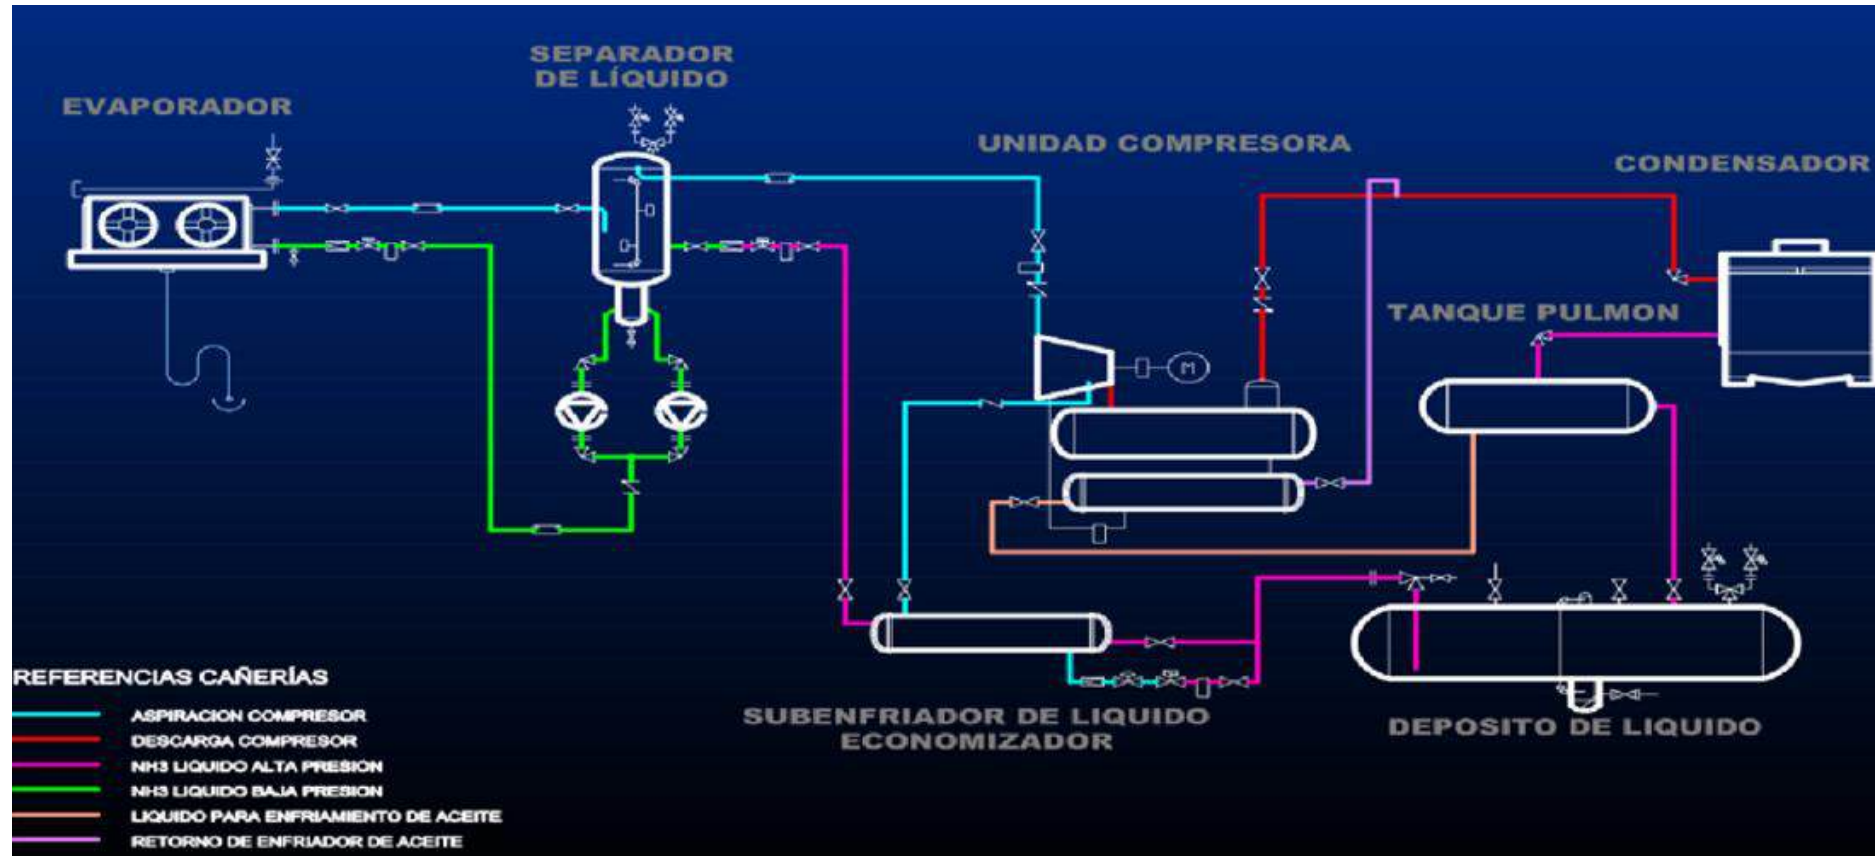 SEPARADOR
DE LÍQUIDO
EVAPORADOR
UNIDAD COMPRESORA
CONDENSADOR
TANQUE PULMON
M
SUBENFRIADOR DE LIQUIDO
ECONOMIZADOR
DEPOSITO DE LIQUIDO
REFERENCIAS CAÑERÍAS
ASPIRACION COMPRESOR
DESCARGA COMPRESOR
NH3 LIQUIDO ALTA PRESION
NH3 LIQUIDO BAJA PRESION
LIQUIDO PARA ENFRIAMIENTO DE ACEITE
RETORNO DE ENFRIADOR DE ACEITE